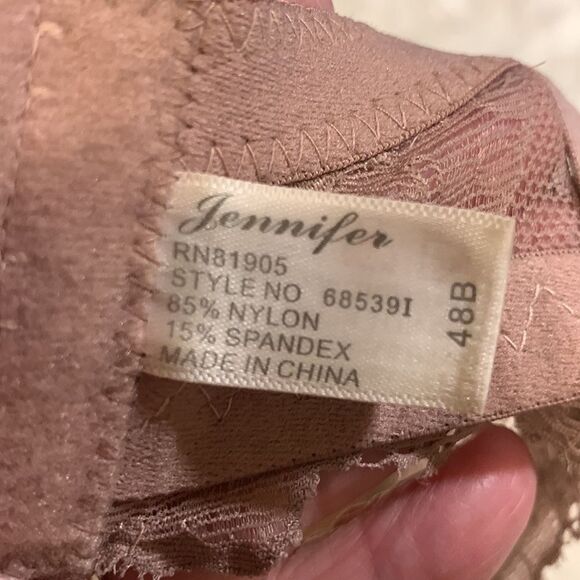 Jennifer
RN81905
STYLE NO 68539I
85% NYLON
15% SPANDEX
MADE IN CHINA
48B